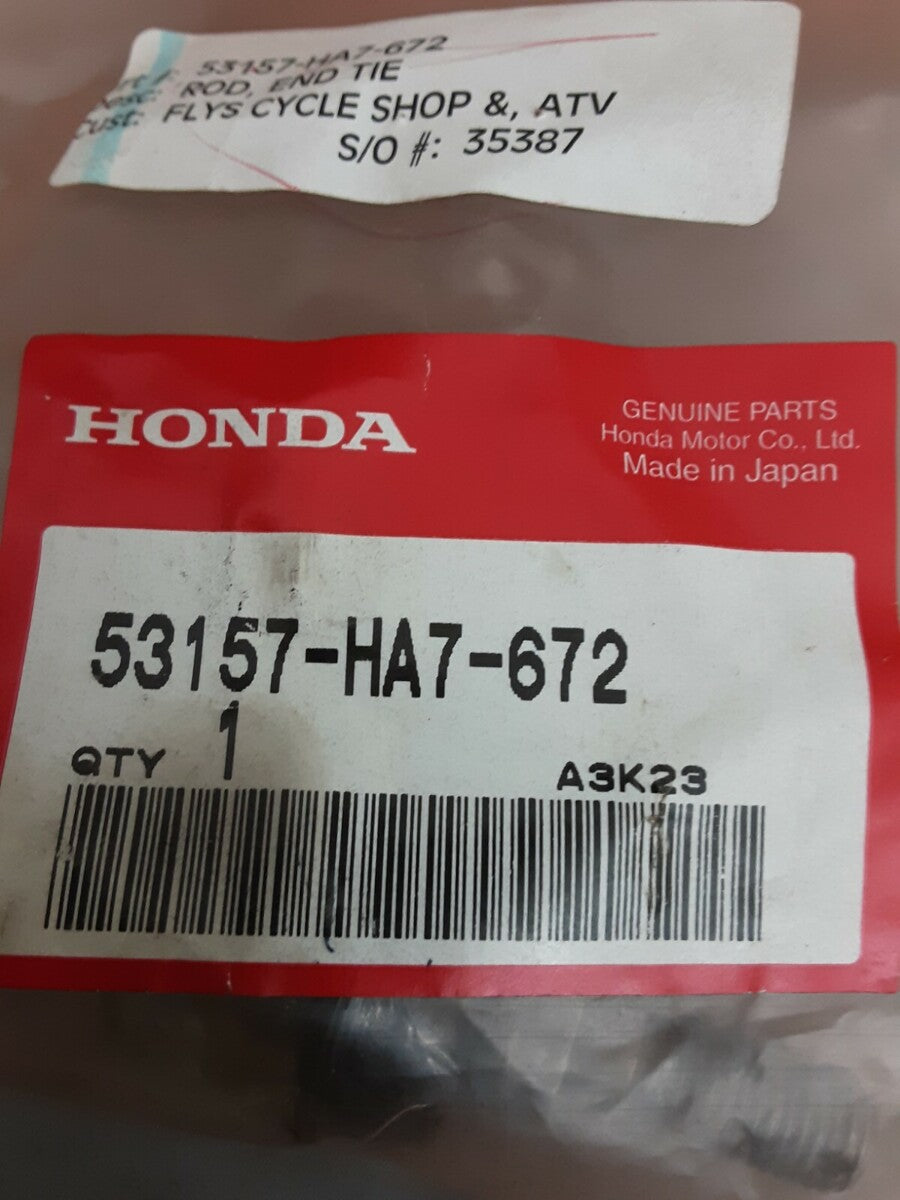 53157-HA7-672
ROD, END TIE
Cust: FLYS CYCLE SHOP &, ATV
S/O #: 35387
HONDA
GENUINE PARTS
Honda Motor Co., Ltd.
Made in Japan
53157-HA7-672
QTY 1
A3K23